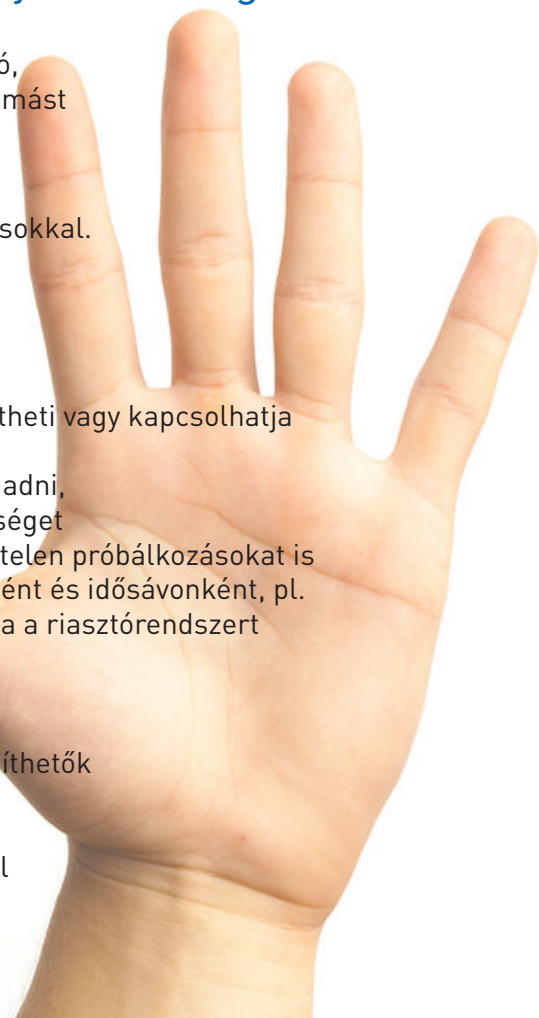 ó,
mást
sokkal.
theti vagy kapcsolhatja
adni,
séget
telen próbálkozásokat is
ént és idősávonként, pl.
a a riasztórendszert
íthetők
l